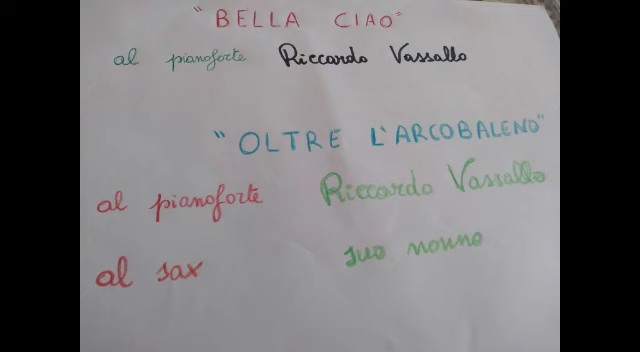 "BELLA CIAO"
al pianoforte Riccardo Vassallo
"OLTRE L'ARCOBALENO"
al pianoforte Riccardo Vassallo
al sax suo nonno